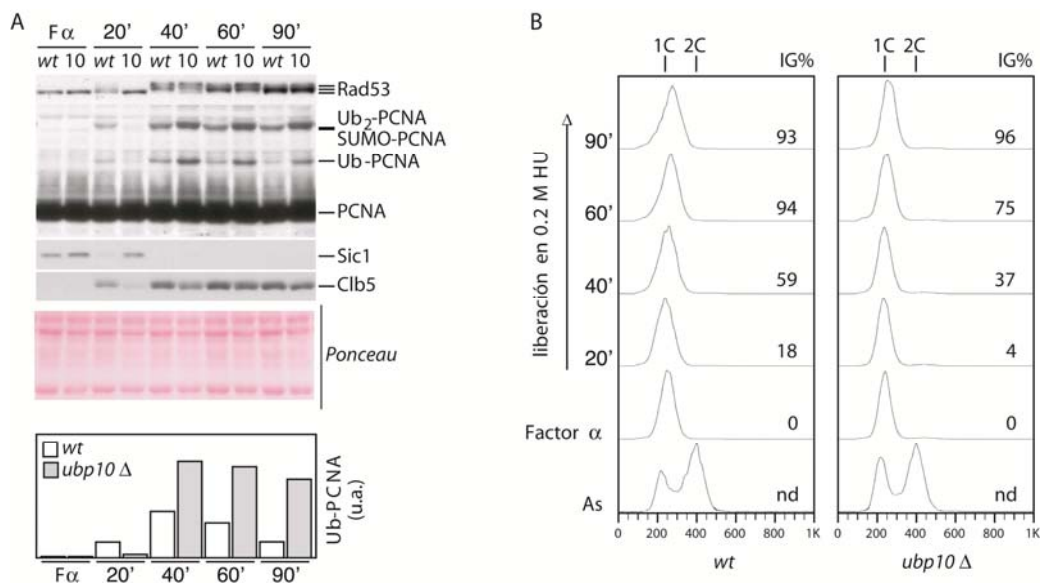 A
Fα 20’ 40’ 60’ 90’
wt 10 wt 10 wt 10 wt 10 wt 10
Rad53
Ub2-PCNA
SUMO-PCNA
Ub-PCNA
PCNA
Sic1
Clb5
Ponceau
wt
ubp10 Δ
Ub-PCNA
(u.a.)
Fα 20’ 40’ 60’ 90’
B
1C 2C IG%
1C 2C IG%
liberación en 0.2 M HU
90’ 93 96
60’ 94 75
40’ 59 37
20’ 18 4
Factor α 0 0
As nd nd
0 200 400 600 800 1K
0 200 400 600 800 1K
wt
ubp10 Δ
Δ